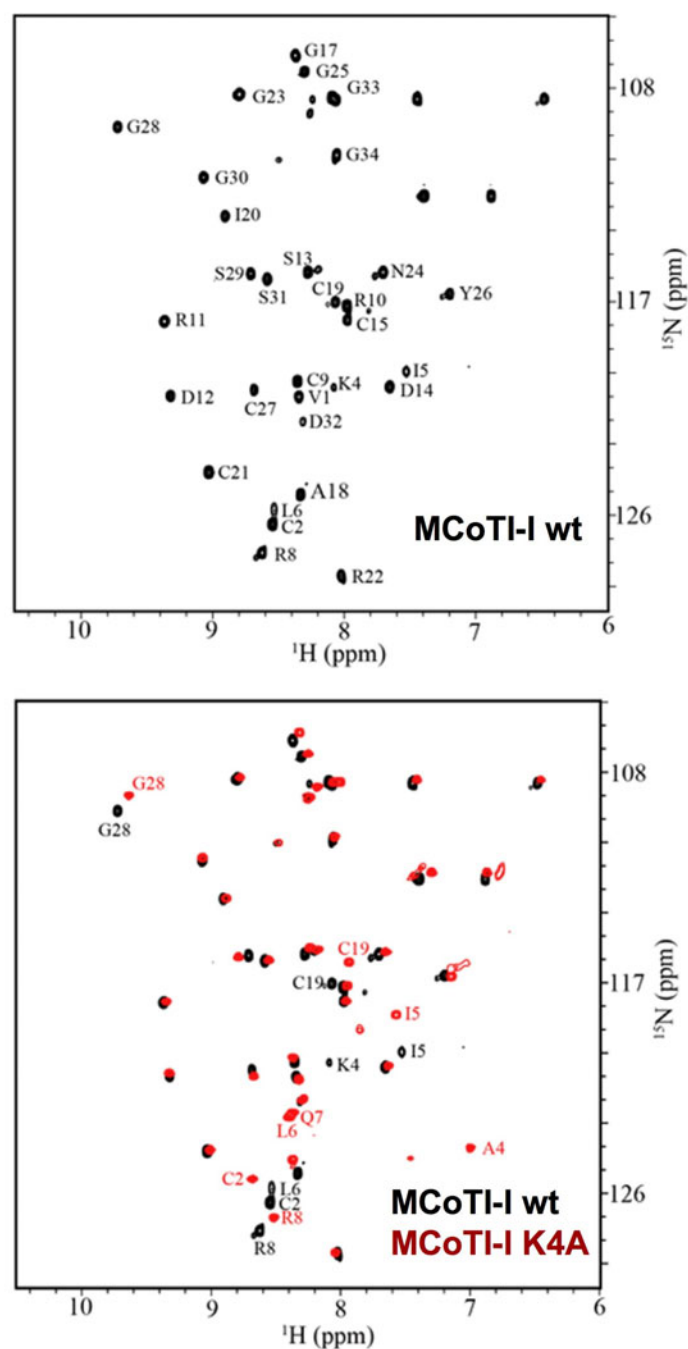 G17
G25
G23
G33
108
G28
G34
G30
I20
S13
N24
S29
C19
S31
R10
Y26
117
R11
C15
I5
C9
K4
D14
D12
V1
C27
D32
C21
A18
L6
126
C2
MCoTI-I wt
R8
R22
¹⁵N (ppm)
10 9 8 7 6
¹H (ppm)
G28
108
G28
C19
C19
117
I5
I5
K4
Q7
L6
A4
C2
L6
126
C2
MCoTI-I wt
R8
R8
MCoTI-I K4A
¹⁵N (ppm)
10 9 8 7 6
¹H (ppm)